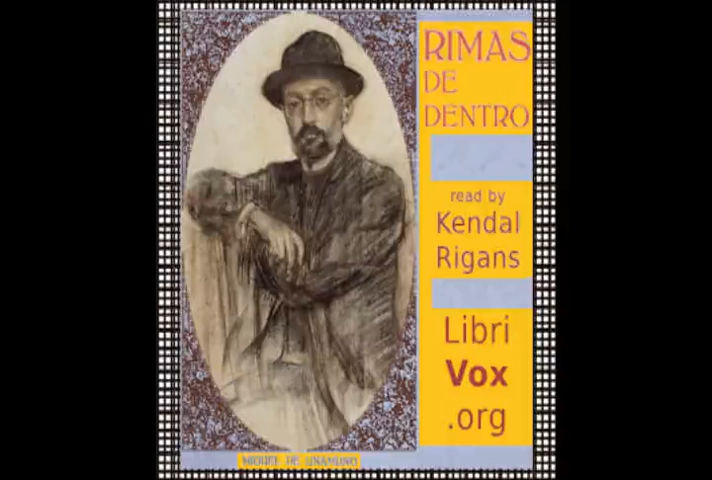 RIMAS
DE
DENTRO
read by
Kendal
Rigans
Libri
Vox
.org
MIGUEL DE UNAMUNO